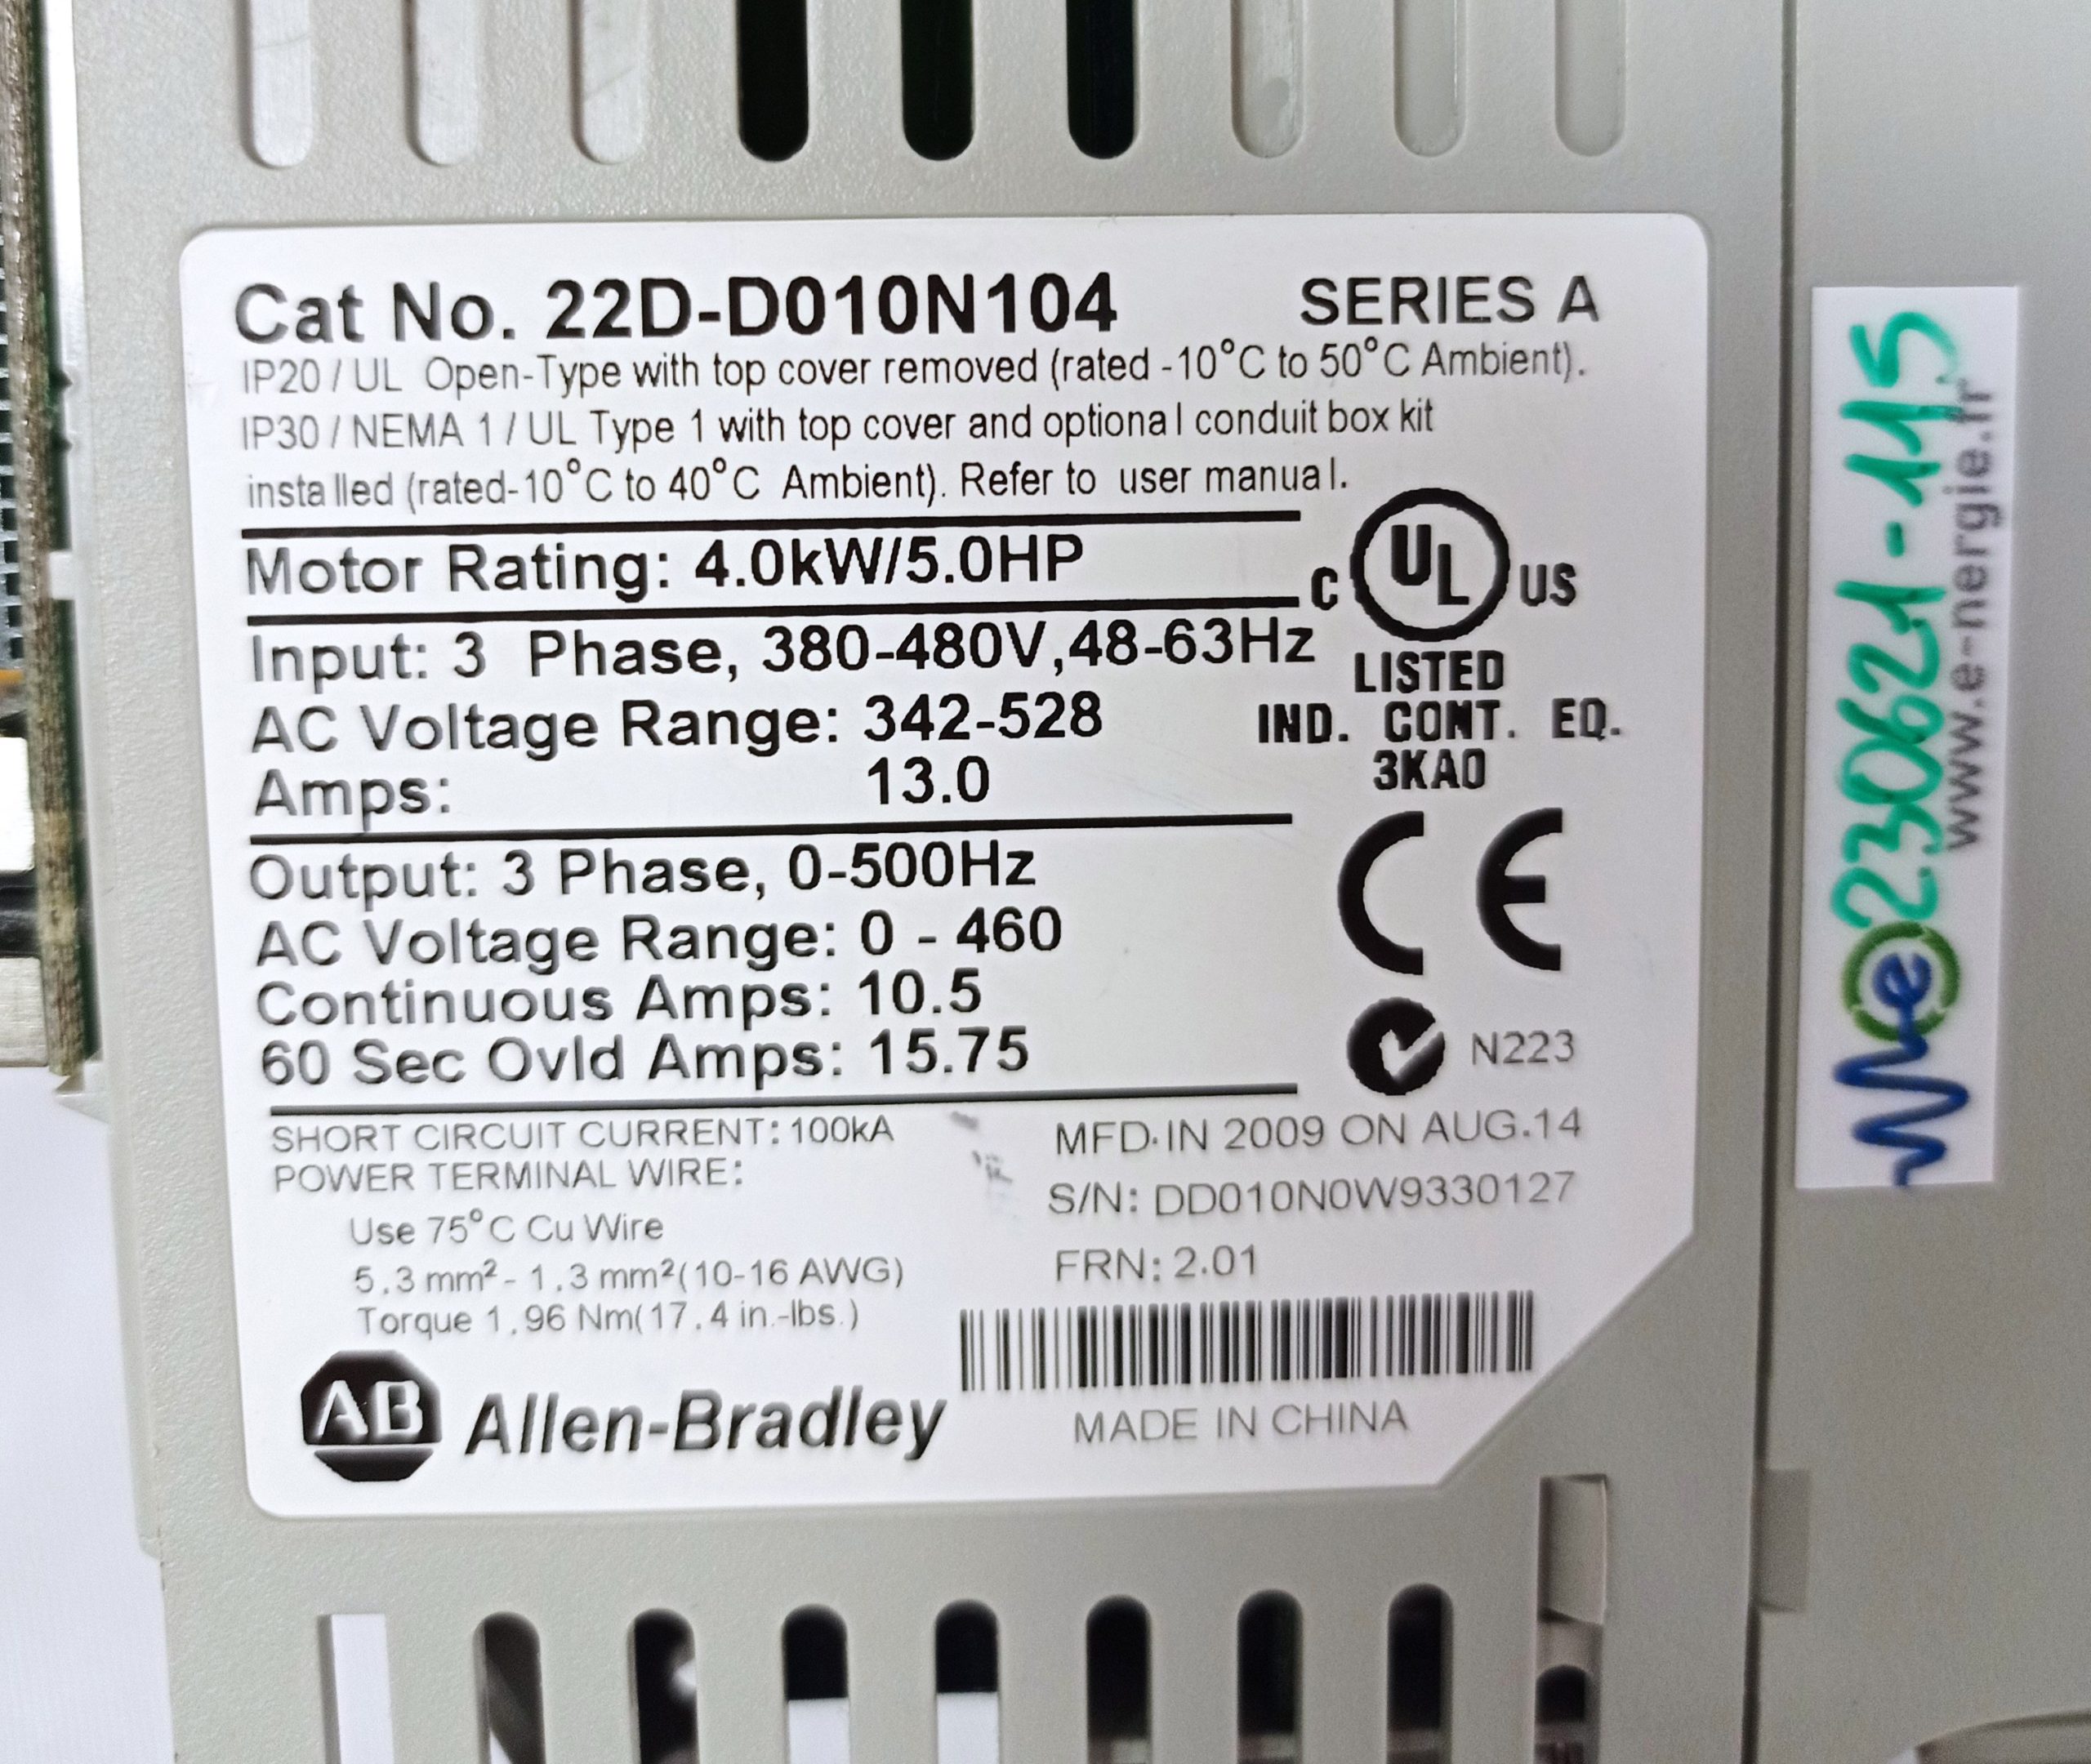 Cat No. 22D-D010N104 SERIES A
IP20 / UL Open-Type with top cover removed (rated -10°C to 50°C Ambient).
IP30 / NEMA 1 / UL Type 1 with top cover and optional conduit box kit
installed (rated-10°C to 40°C Ambient). Refer to user manual.
Motor Rating: 4.0kW/5.0HP
C UL US
Input: 3 Phase, 380-480V,48-63Hz
LISTED
AC Voltage Range: 342-528
IND. CONT. EQ.
Amps: 13.0
3KA0
Output: 3 Phase, 0-500Hz
CE
AC Voltage Range: 0 - 460
Continuous Amps: 10.5
60 Sec Ovld Amps: 15.75
N223
SHORT CIRCUIT CURRENT: 100kA
POWER TERMINAL WIRE:
Use 75°C Cu Wire
5.3 mm² - 1.3 mm² (10-16 AWG)
Torque 1.96 Nm(17.4 in.-lbs.)
MFD.IN 2009 ON AUG.14
S/N: DD010N0W9330127
FRN: 2.01
AB Allen-Bradley
MADE IN CHINA
230621-115
www.e-nergie.fr
e